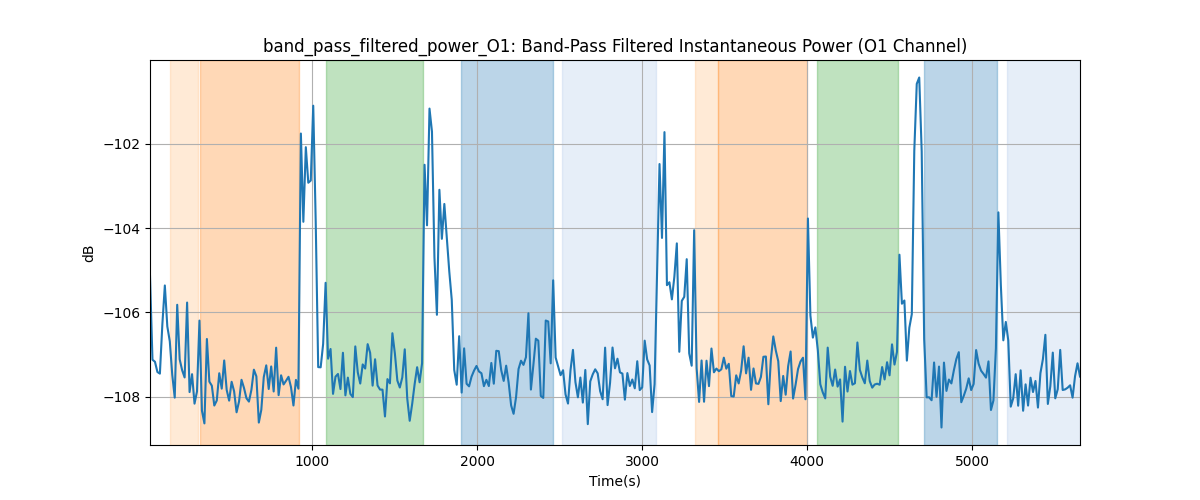 band_pass_filtered_power_O1: Band-Pass Filtered Instantaneous Power (O1 Channel)
dB
−102
−104
−106
−108
1000 2000 3000 4000 5000
Time(s)